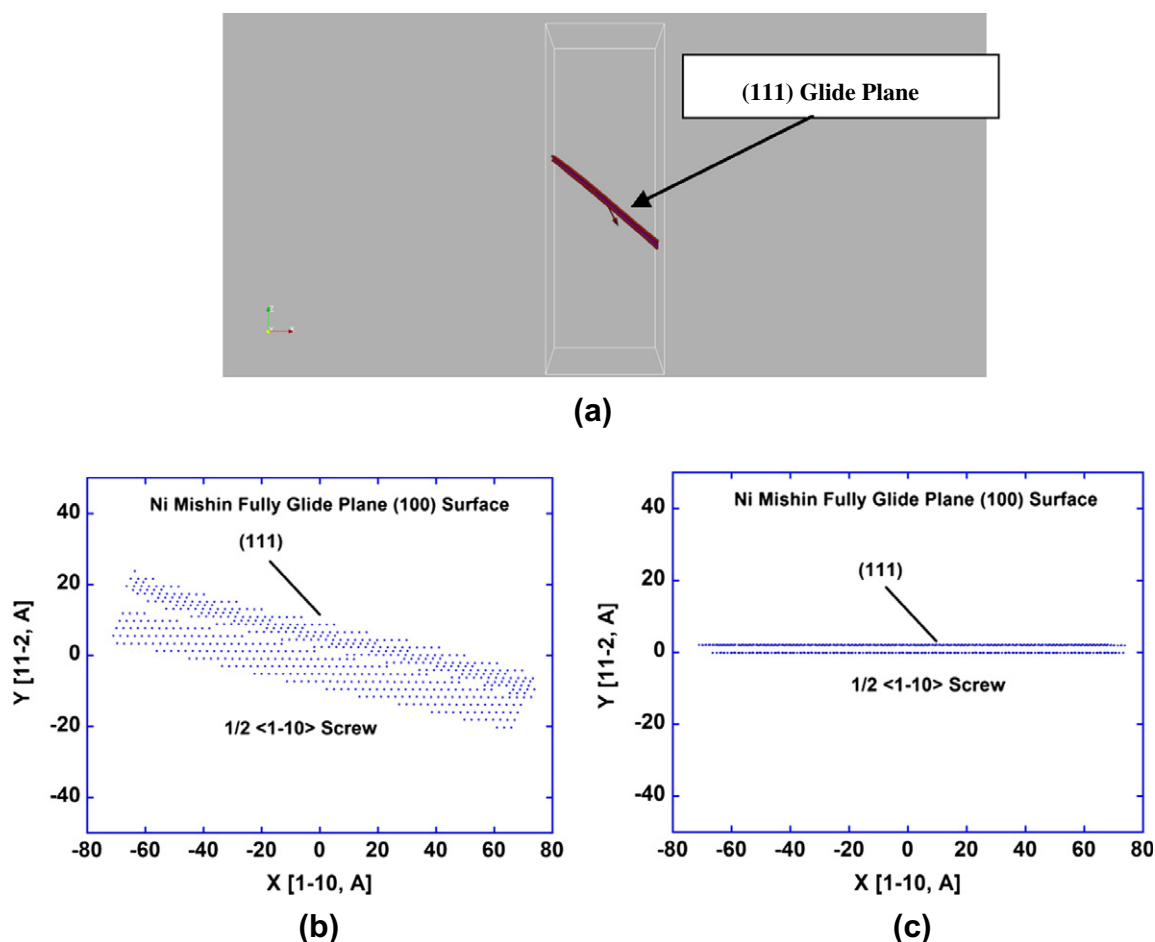 (111) Glide Plane
(a)
Ni Mishin Fully Glide Plane (100) Surface
(111)
1/2 <1-10> Screw
Y [11-2, A]
40
20
0
-20
-40
-80 -60 -40 -20 0 20 40 60 80
X [1-10, A]
(b)
Ni Mishin Fully Glide Plane (100) Surface
(111)
1/2 <1-10> Screw
Y [11-2, A]
40
20
0
-20
-40
-80 -60 -40 -20 0 20 40 60 80
X [1-10, A]
(c)